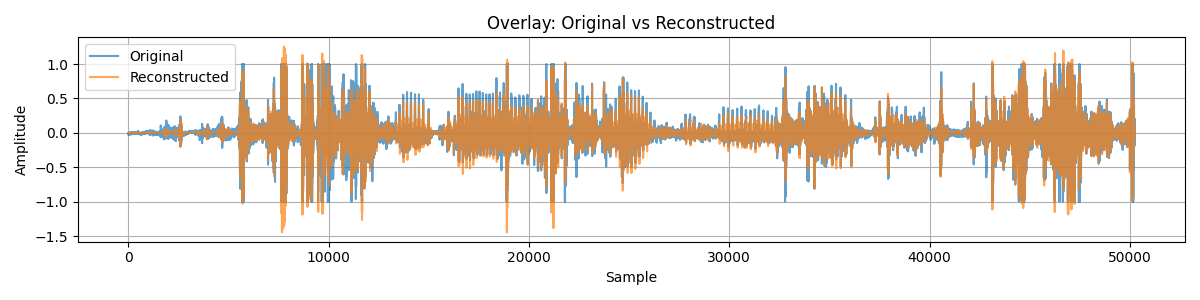 Overlay: Original vs Reconstructed
Original
Reconstructed
Amplitude
1.0
0.5
0.0
−0.5
−1.0
−1.5
0
10000
20000
30000
40000
50000
Sample